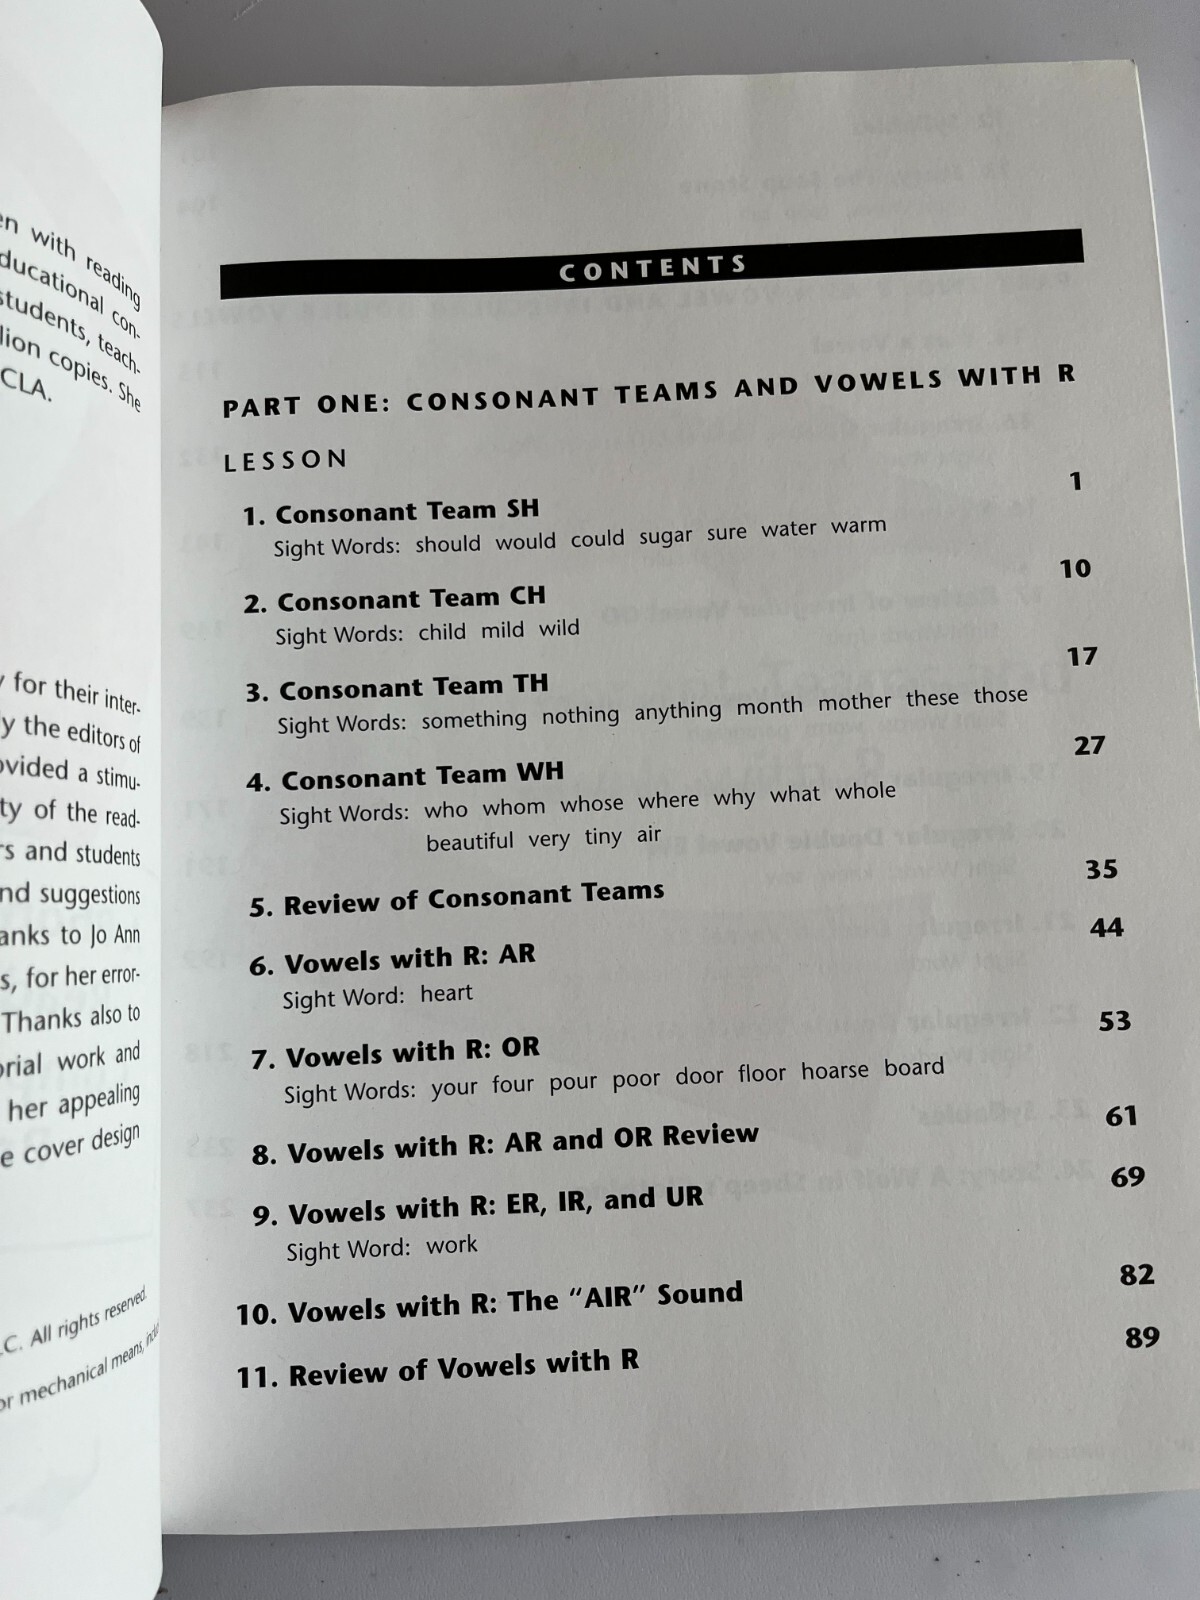 with reading
ducational con-
students, teach-
lion copies. She
CLA.
for their inter-
y the editors of
ovided a stimu-
ty of the read-
rs and students
nd suggestions
anks to Jo Ann
s, for her error-
Thanks also to
orial work and
her appealing
e cover design
.C. All rights reserved.
or mechanical means,
CONTENTS
PART ONE: CONSONANT TEAMS AND VOWELS WITH R
LESSON
1. Consonant Team SH 1
Sight Words: should would could sugar sure water warm
2. Consonant Team CH 10
Sight Words: child mild wild
3. Consonant Team TH 17
Sight Words: something nothing anything month mother these those
4. Consonant Team WH 27
Sight Words: who whom whose where why what whole
beautiful very tiny air
5. Review of Consonant Teams 35
6. Vowels with R: AR 44
Sight Word: heart
7. Vowels with R: OR 53
Sight Words: your four pour poor door floor hoarse board
8. Vowels with R: AR and OR Review 61
9. Vowels with R: ER, IR, and UR 69
Sight Word: work
10. Vowels with R: The “AIR” Sound 82
11. Review of Vowels with R 89